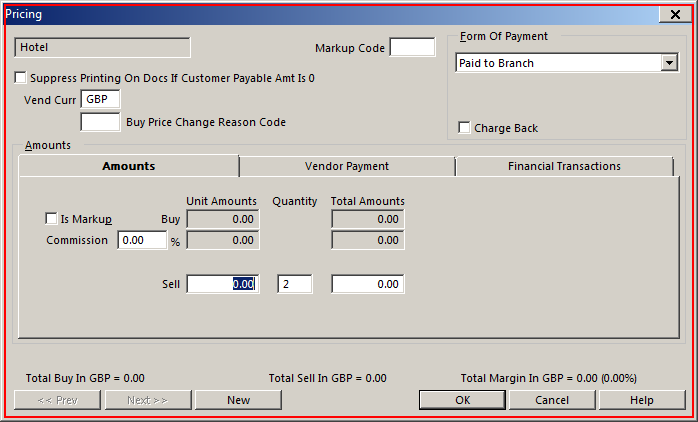 Pricing
Hotel
Markup Code
Form Of Payment
Paid to Branch
Suppress Printing On Docs If Customer Payable Amt Is 0
Vend Curr GBP
Buy Price Change Reason Code
Charge Back
Amounts
Amounts Vendor Payment Financial Transactions
Unit Amounts Quantity Total Amounts
Is Markup Buy 0.00 0.00
Commission 0.00 % 0.00 0.00
Sell 0.00 2 0.00
Total Buy In GBP = 0.00 Total Sell In GBP = 0.00 Total Margin In GBP = 0.00 (0.00%)
<< Prev Next >> New OK Cancel Help